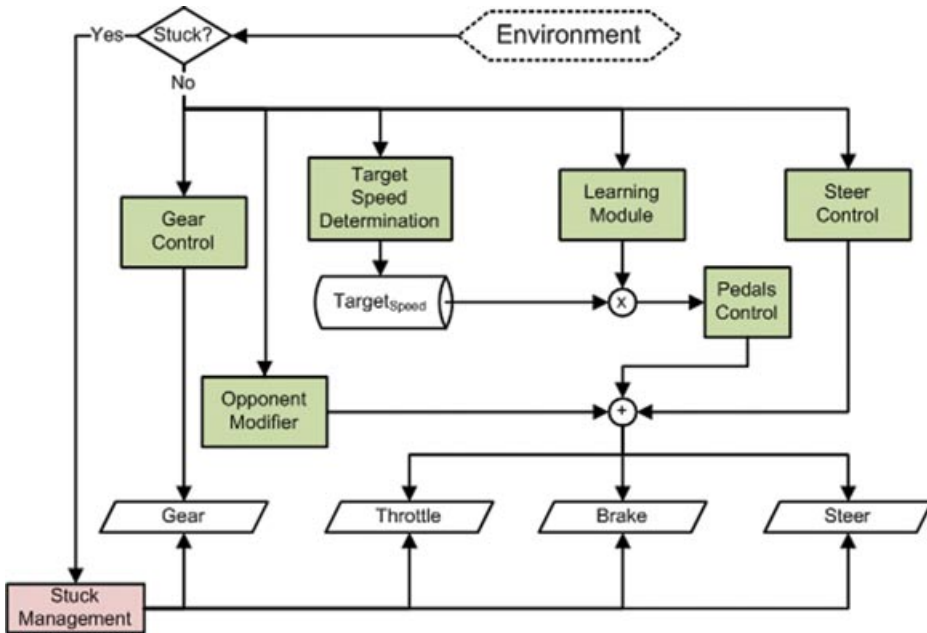 Yes
Stuck?
Environment
No
Target
Speed
Determination
Learning
Module
Steer
Control
Gear
Control
TargetSpeed
x
Pedals
Control
Opponent
Modifier
+
Gear
Throttle
Brake
Steer
Stuck
Management